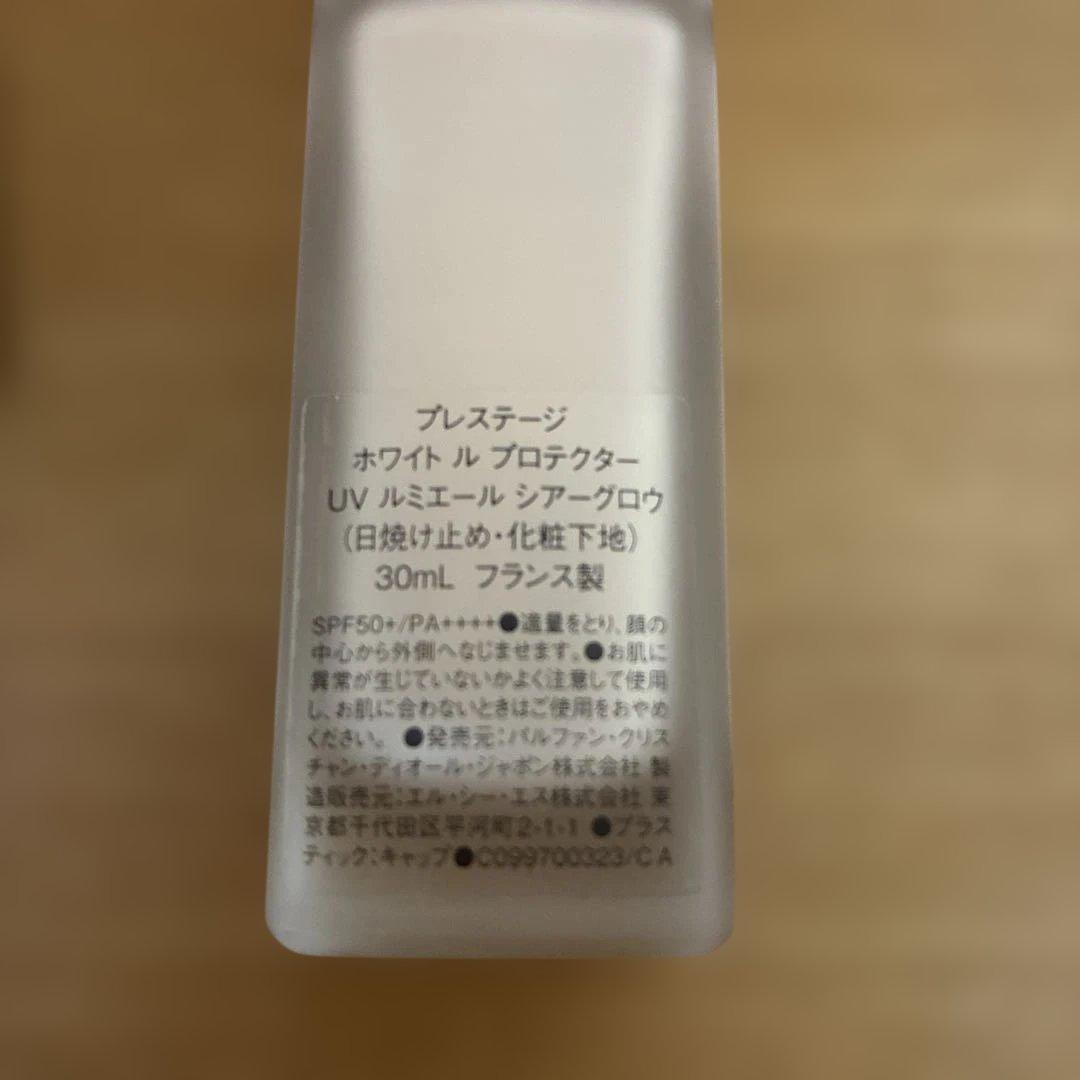 プレステージ
ホワイト ル プロテクター
UV ルミエール シアーグロウ
(日焼け止め・化粧下地)
30mL フランス製
SPF50+/PA++++●適量をとり、顔の
中心から外側へなじませます。●お肌に
異常が生じていないかよく注意して使用
し、お肌に合わないときはご使用をおやめ
ください。 ●発売元:パルファン・クリス
チャン・ディオール・ジャポン株式会社 製
造販売元:エル・シー・エス株式会社 東
京都千代田区平河町2-1-1 ●プラス
ティック:キャップ●C099700323/CA